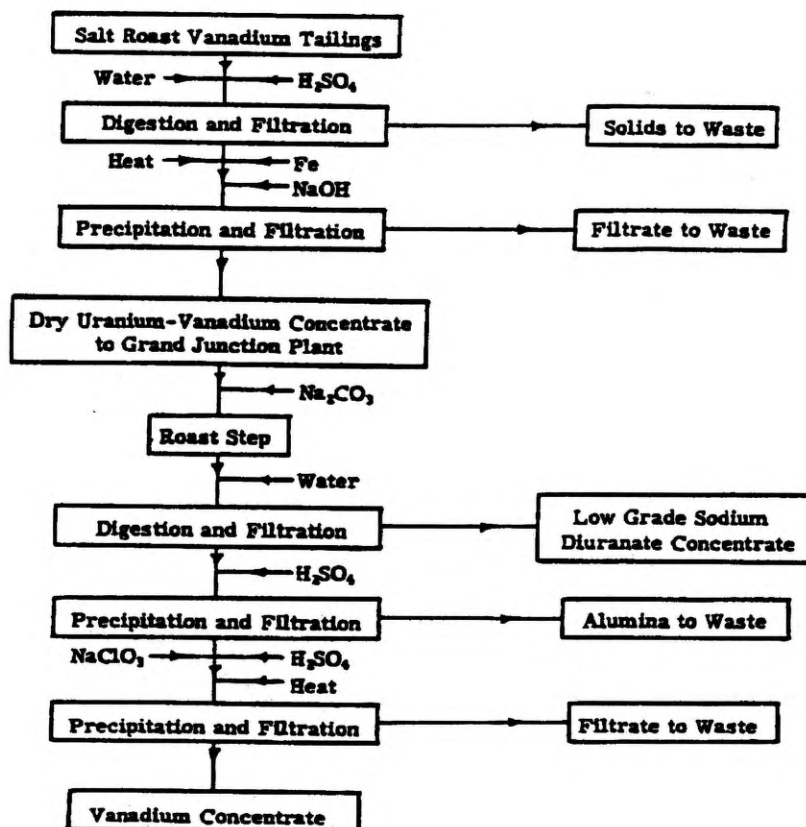 Salt Roast Vanadium Tailings
Water
H₂SO₄
Digestion and Filtration
Solids to Waste
Heat
Fe
NaOH
Precipitation and Filtration
Filtrate to Waste
Dry Uranium-Vanadium Concentrate
to Grand Junction Plant
Na₂CO₃
Roast Step
Water
Digestion and Filtration
Low Grade Sodium
Diuranate Concentrate
H₂SO₄
Precipitation and Filtration
Alumina to Waste
NaClO₃
H₂SO₄
Heat
Precipitation and Filtration
Filtrate to Waste
Vanadium Concentrate